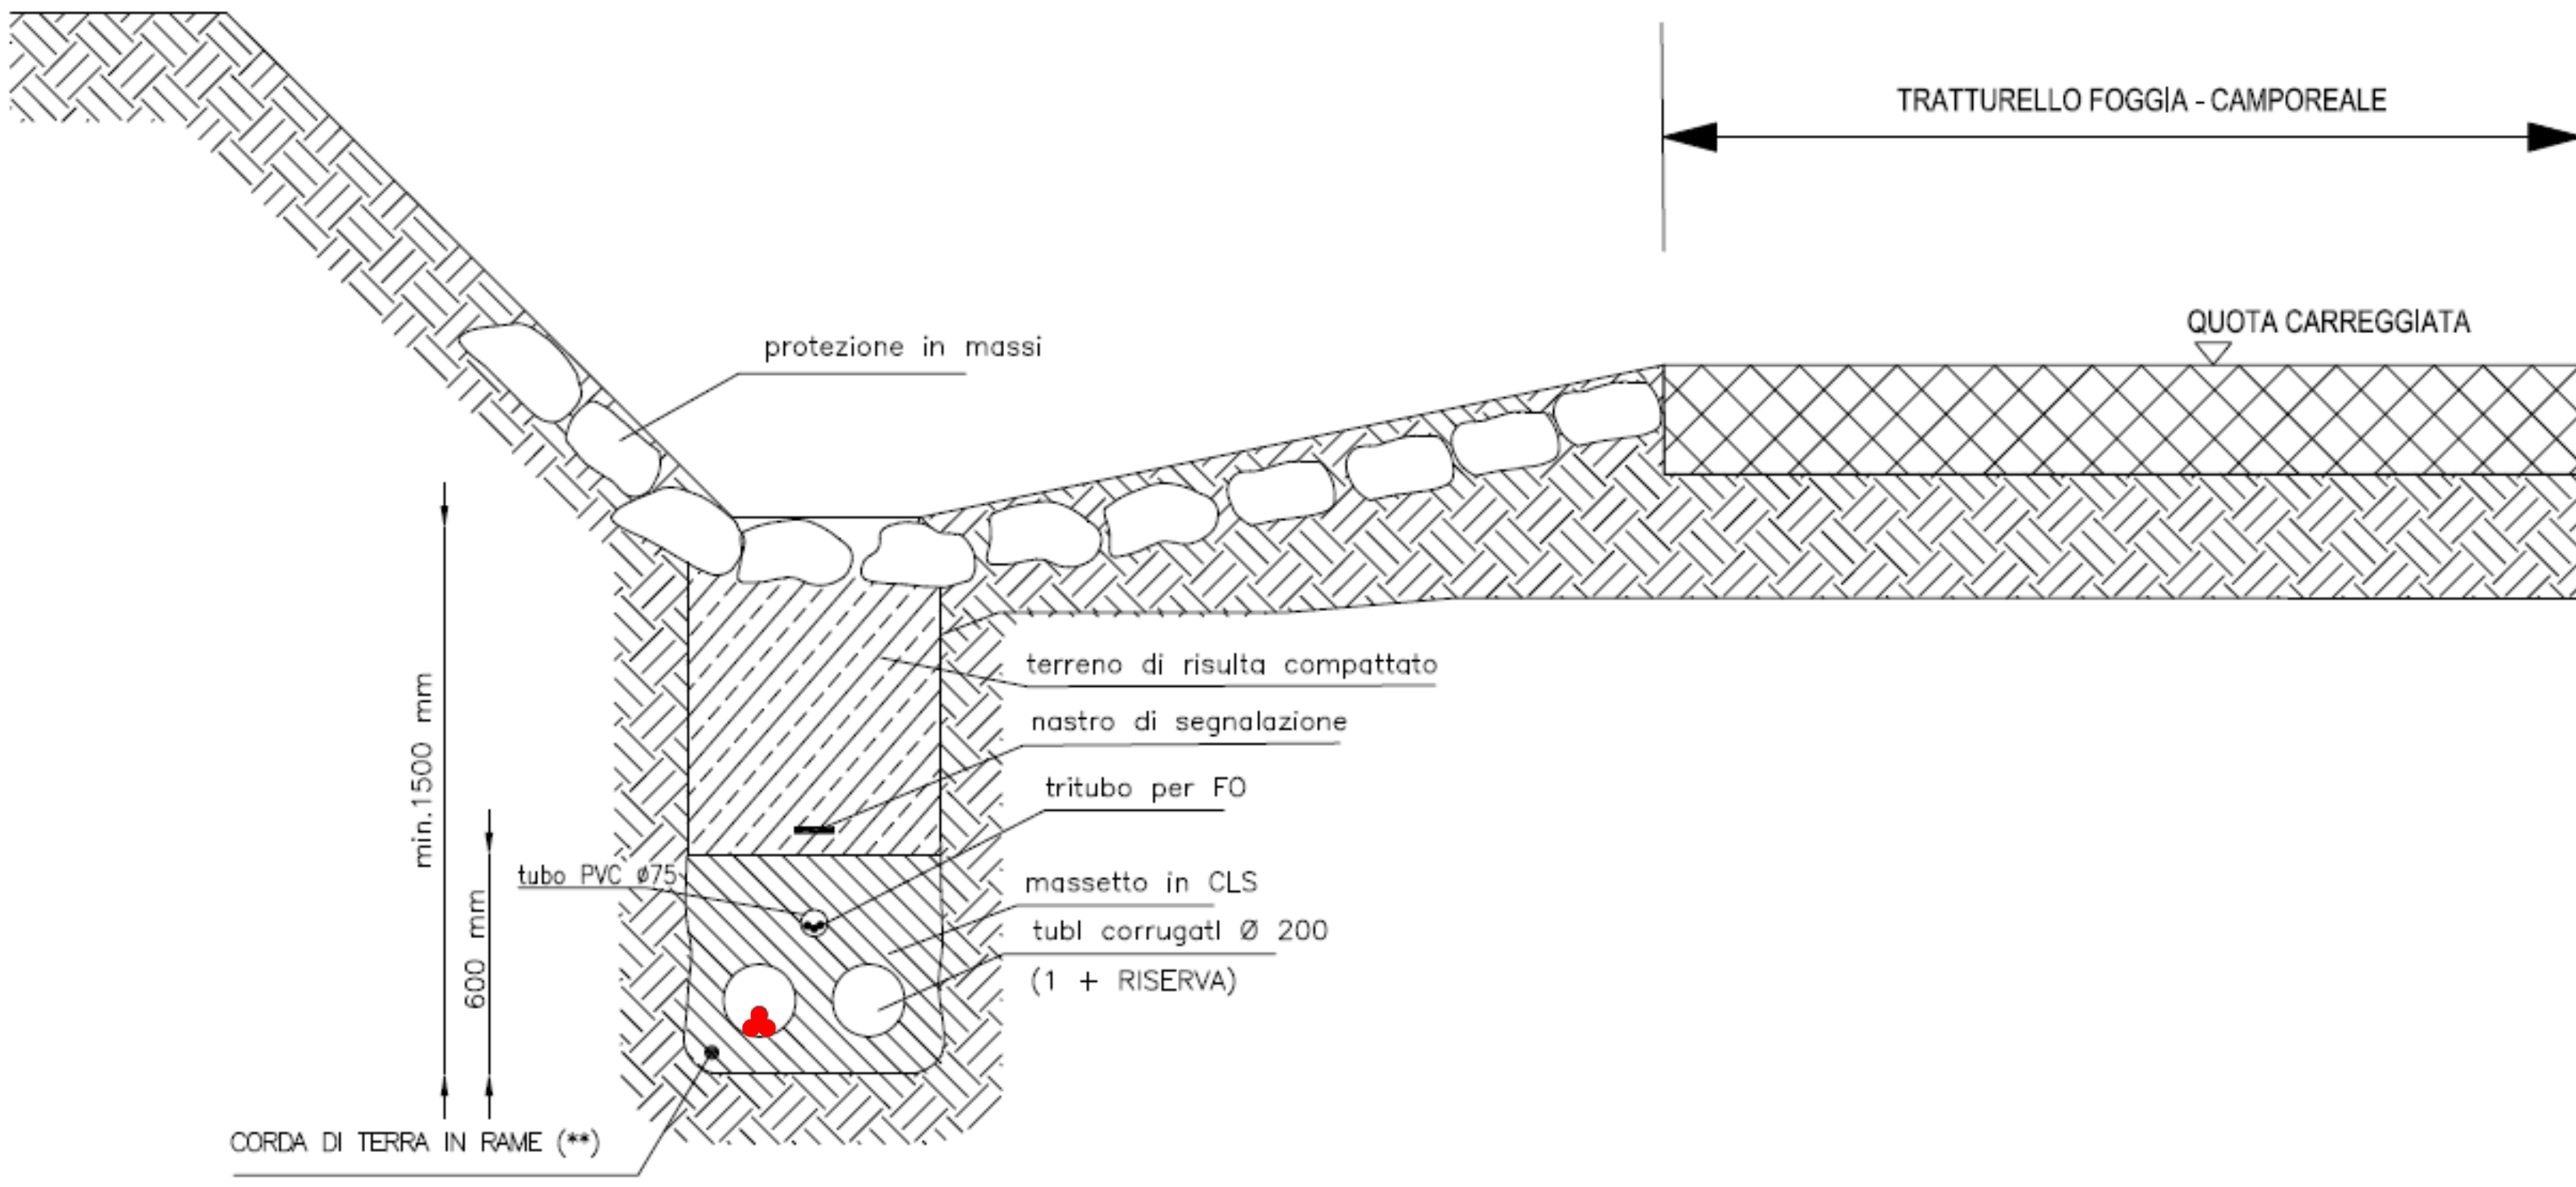 TRATTURELLO FOGGIA - CAMPOREALE
QUOTA CARREGGIATA
protezione in massi
terreno di risulta compattato
nastro di segnalazione
tritubo per FO
min.1500 mm
tubo PVC ø75
massetto in CLS
600 mm
tubi corrugati Ø 200
(1 + RISERVA)
CORDA DI TERRA IN RAME (**)